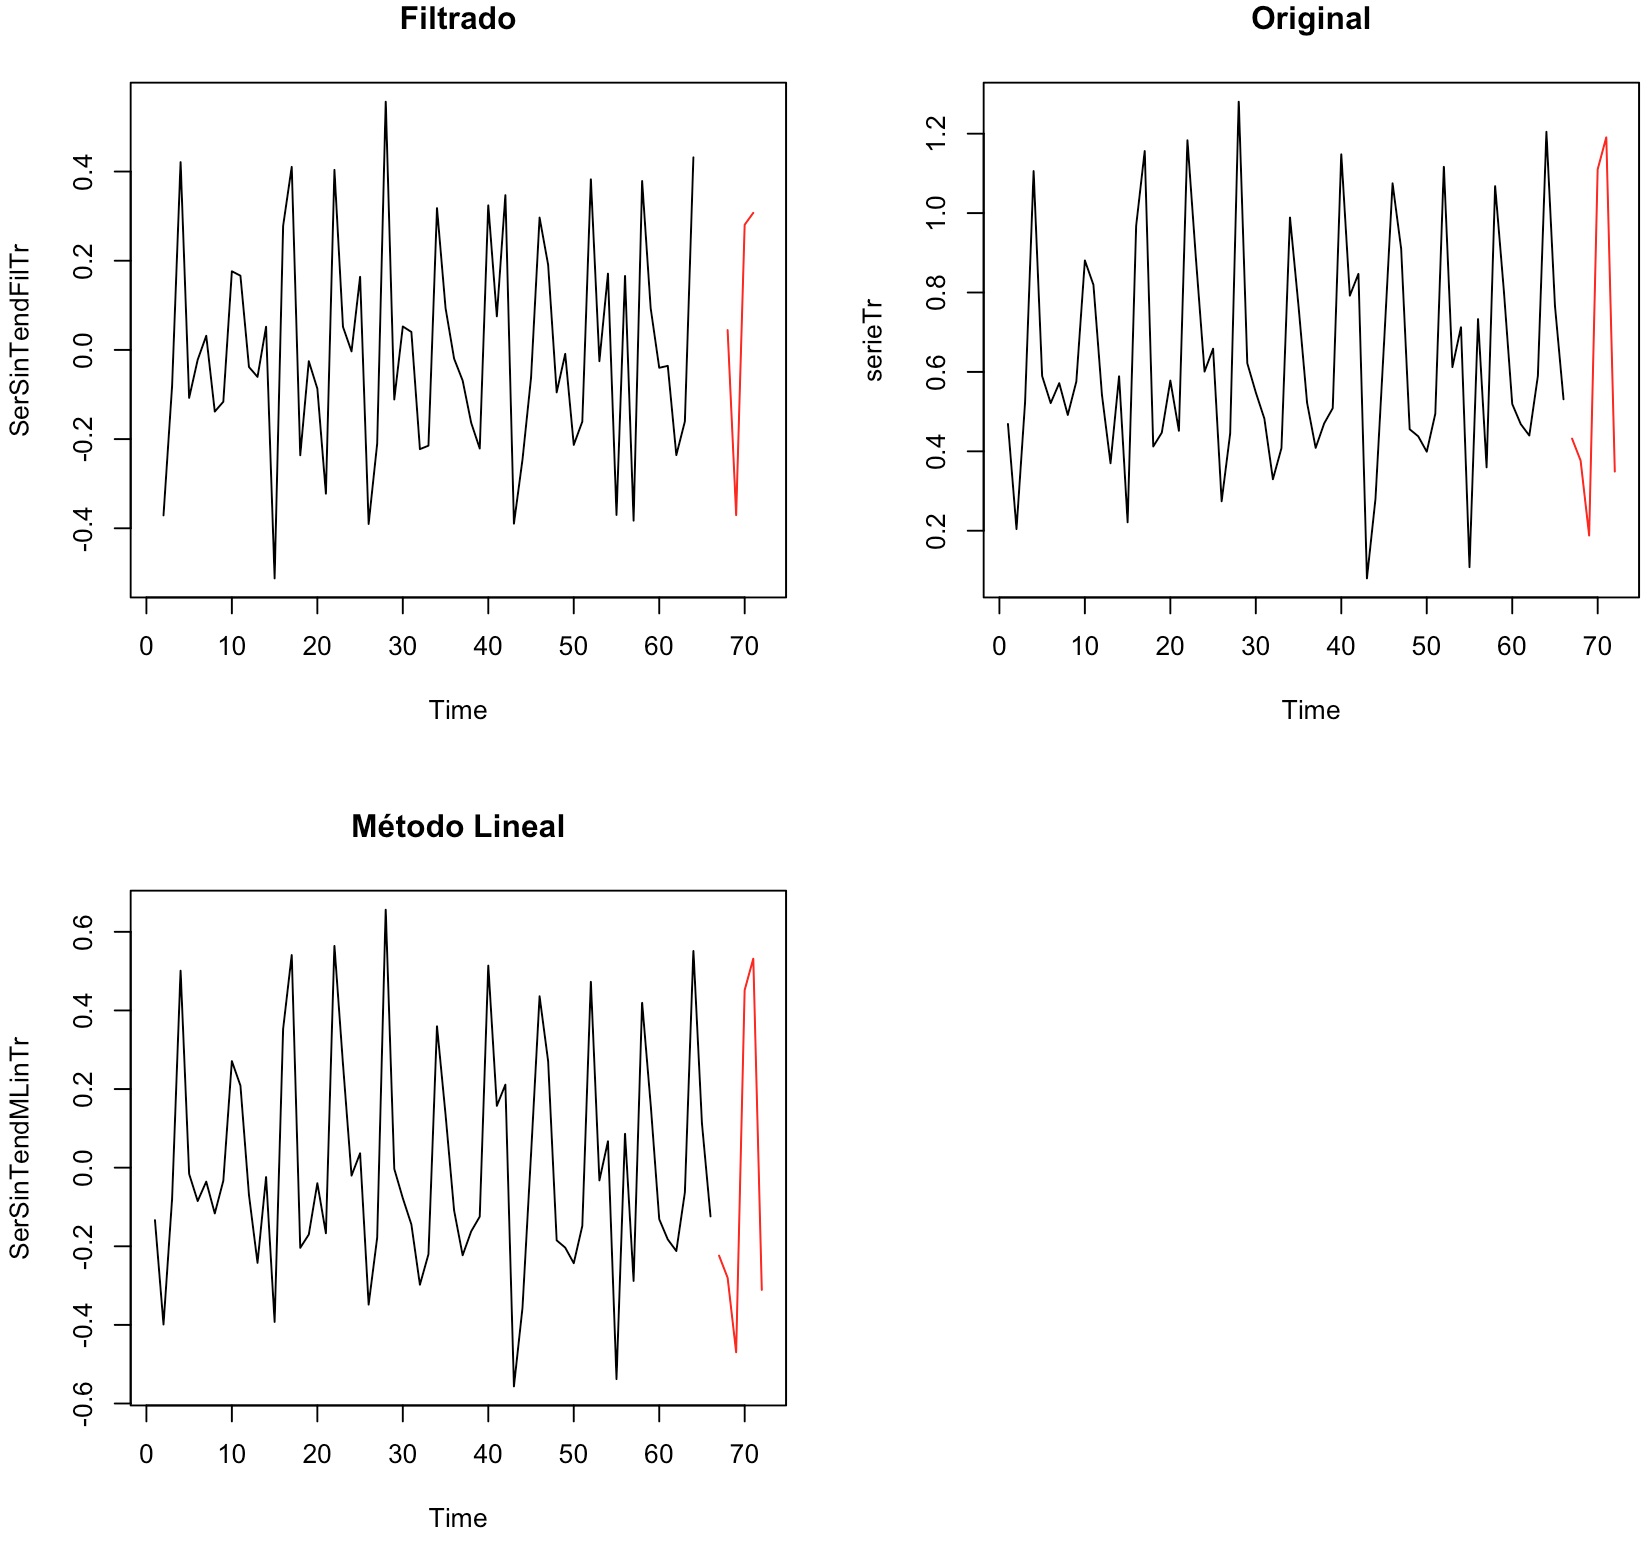 Filtrado
SerSinTendFilTr
0.4
0.2
0.0
-0.2
-0.4
0 10 20 30 40 50 60 70
Time
Original
serieTr
1.2
1.0
0.8
0.6
0.4
0.2
0 10 20 30 40 50 60 70
Time
Método Lineal
SerSinTendMLinTr
0.6
0.4
0.2
0.0
-0.2
-0.4
-0.6
0 10 20 30 40 50 60 70
Time